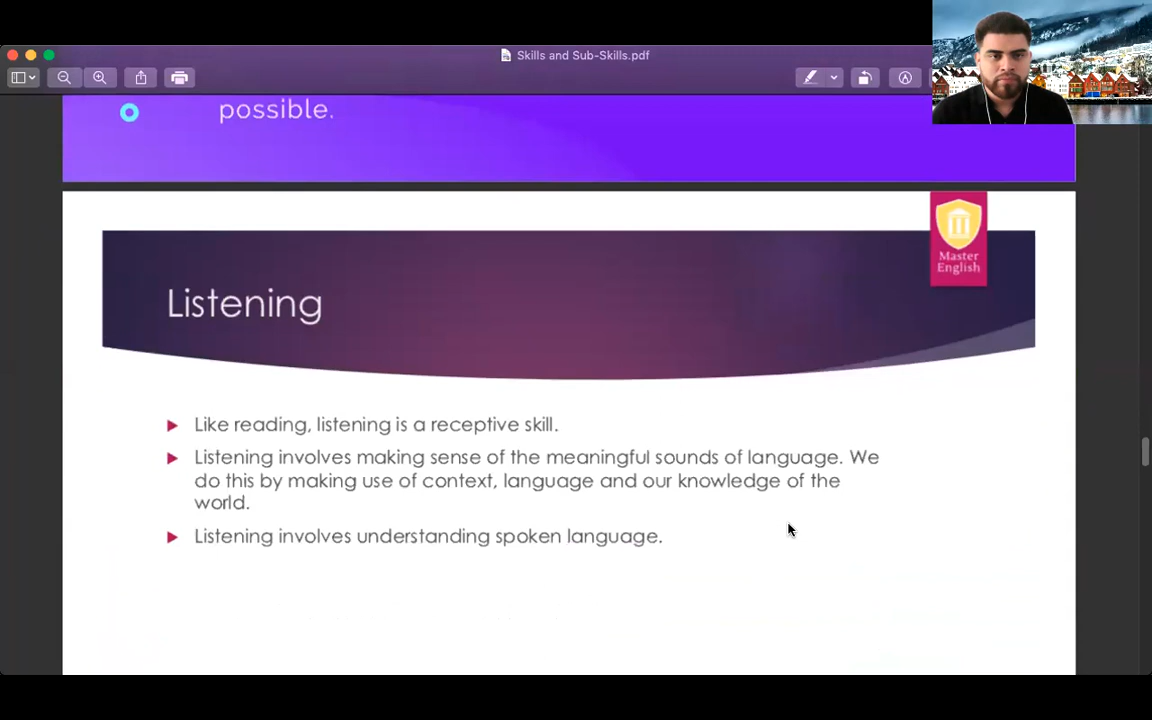 Skills and Sub-Skills.pdf
possible.
Master
English
Listening
Like reading, listening is a receptive skill.
Listening involves making sense of the meaningful sounds of language. We
do this by making use of context, language and our knowledge of the
world.
Listening involves understanding spoken language.